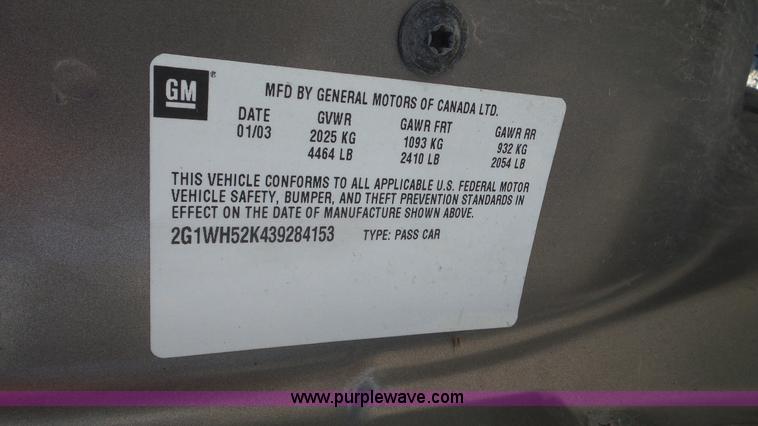 GM
MFD BY GENERAL MOTORS OF CANADA LTD.
DATE GVWR GAWR FRT GAWR RR
01/03 2025 KG 1093 KG 932 KG
4464 LB 2410 LB 2054 LB
THIS VEHICLE CONFORMS TO ALL APPLICABLE U.S. FEDERAL MOTOR
VEHICLE SAFETY, BUMPER, AND THEFT PREVENTION STANDARDS IN
EFFECT ON THE DATE OF MANUFACTURE SHOWN ABOVE.
2G1WH52K439284153 TYPE: PASS CAR
www.purplewave.com